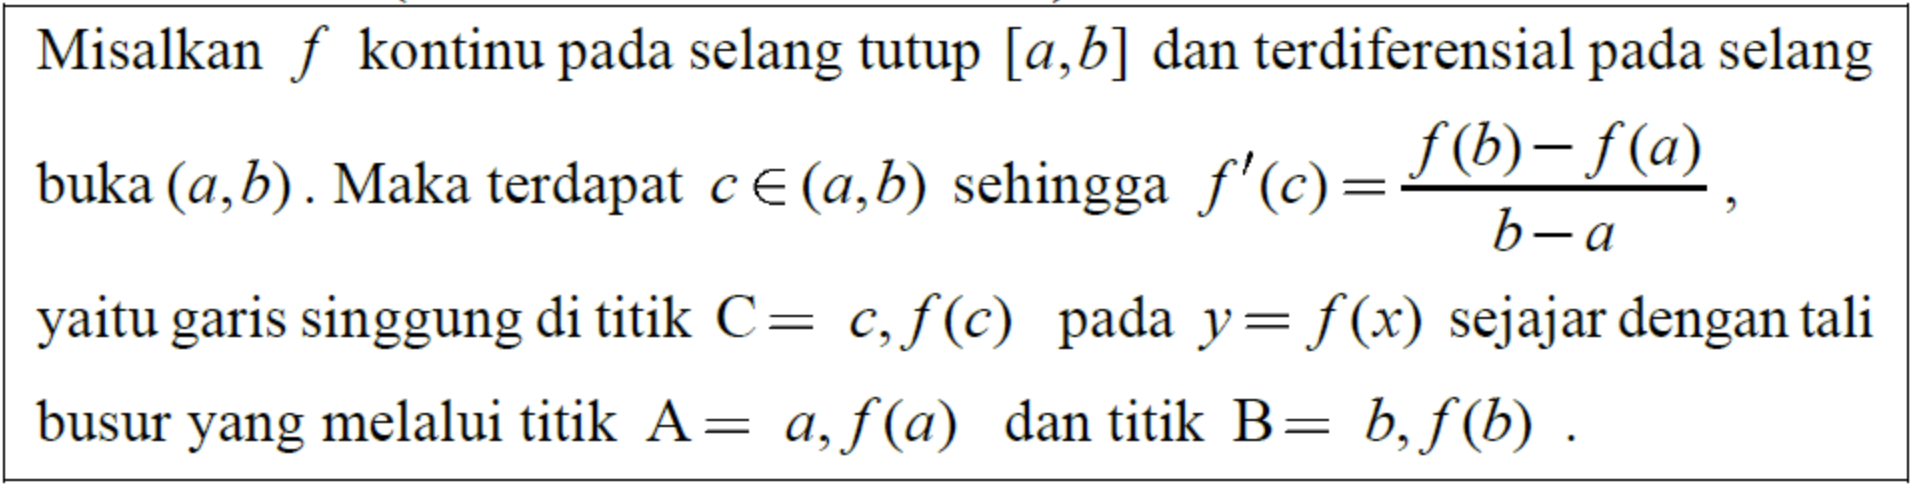 Misalkan f kontinu pada selang tutup [a,b] dan terdiferensial pada selang
buka (a,b). Maka terdapat c ∈ (a,b) sehingga f′(c) = \frac{f(b) − f(a)}{b − a},
yaitu garis singgung di titik C = c, f(c) pada y = f(x) sejajar dengan tali
busur yang melalui titik A = a, f(a) dan titik B = b, f(b) .